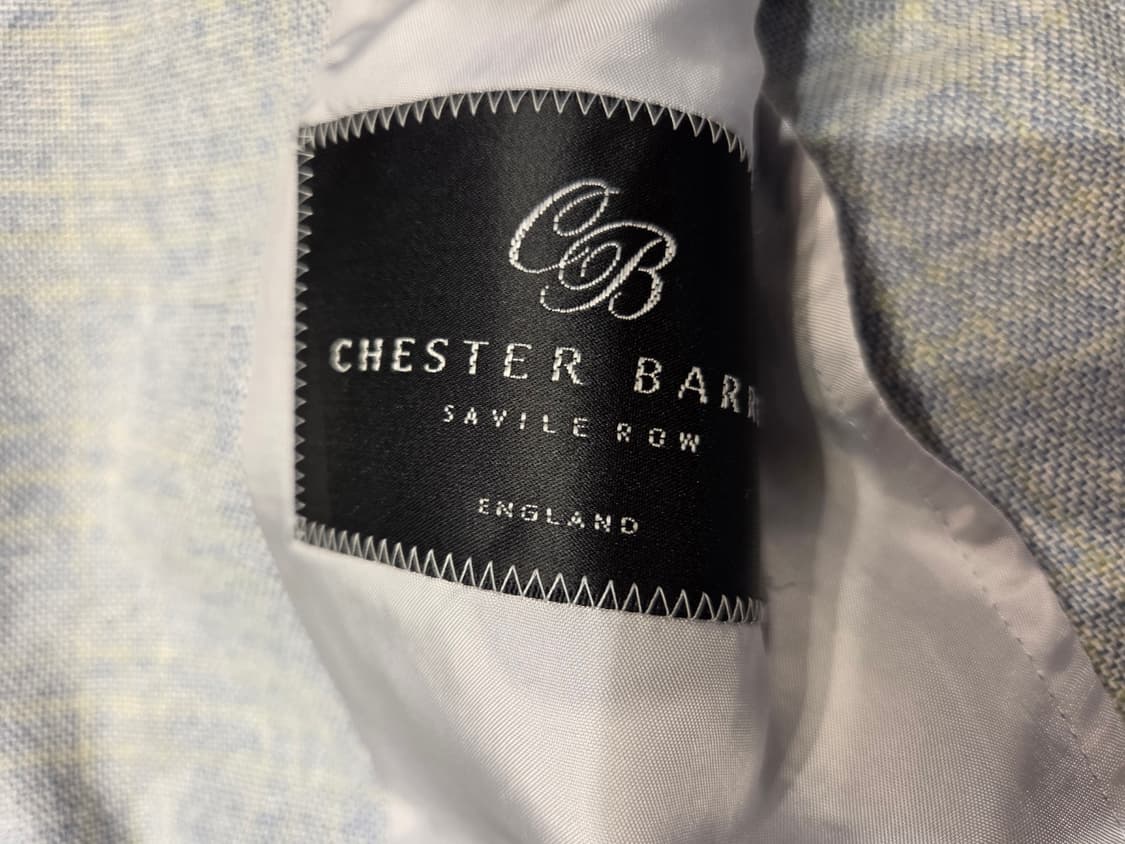 CB
CHESTER BARR
SAVILE ROW
ENGLAND